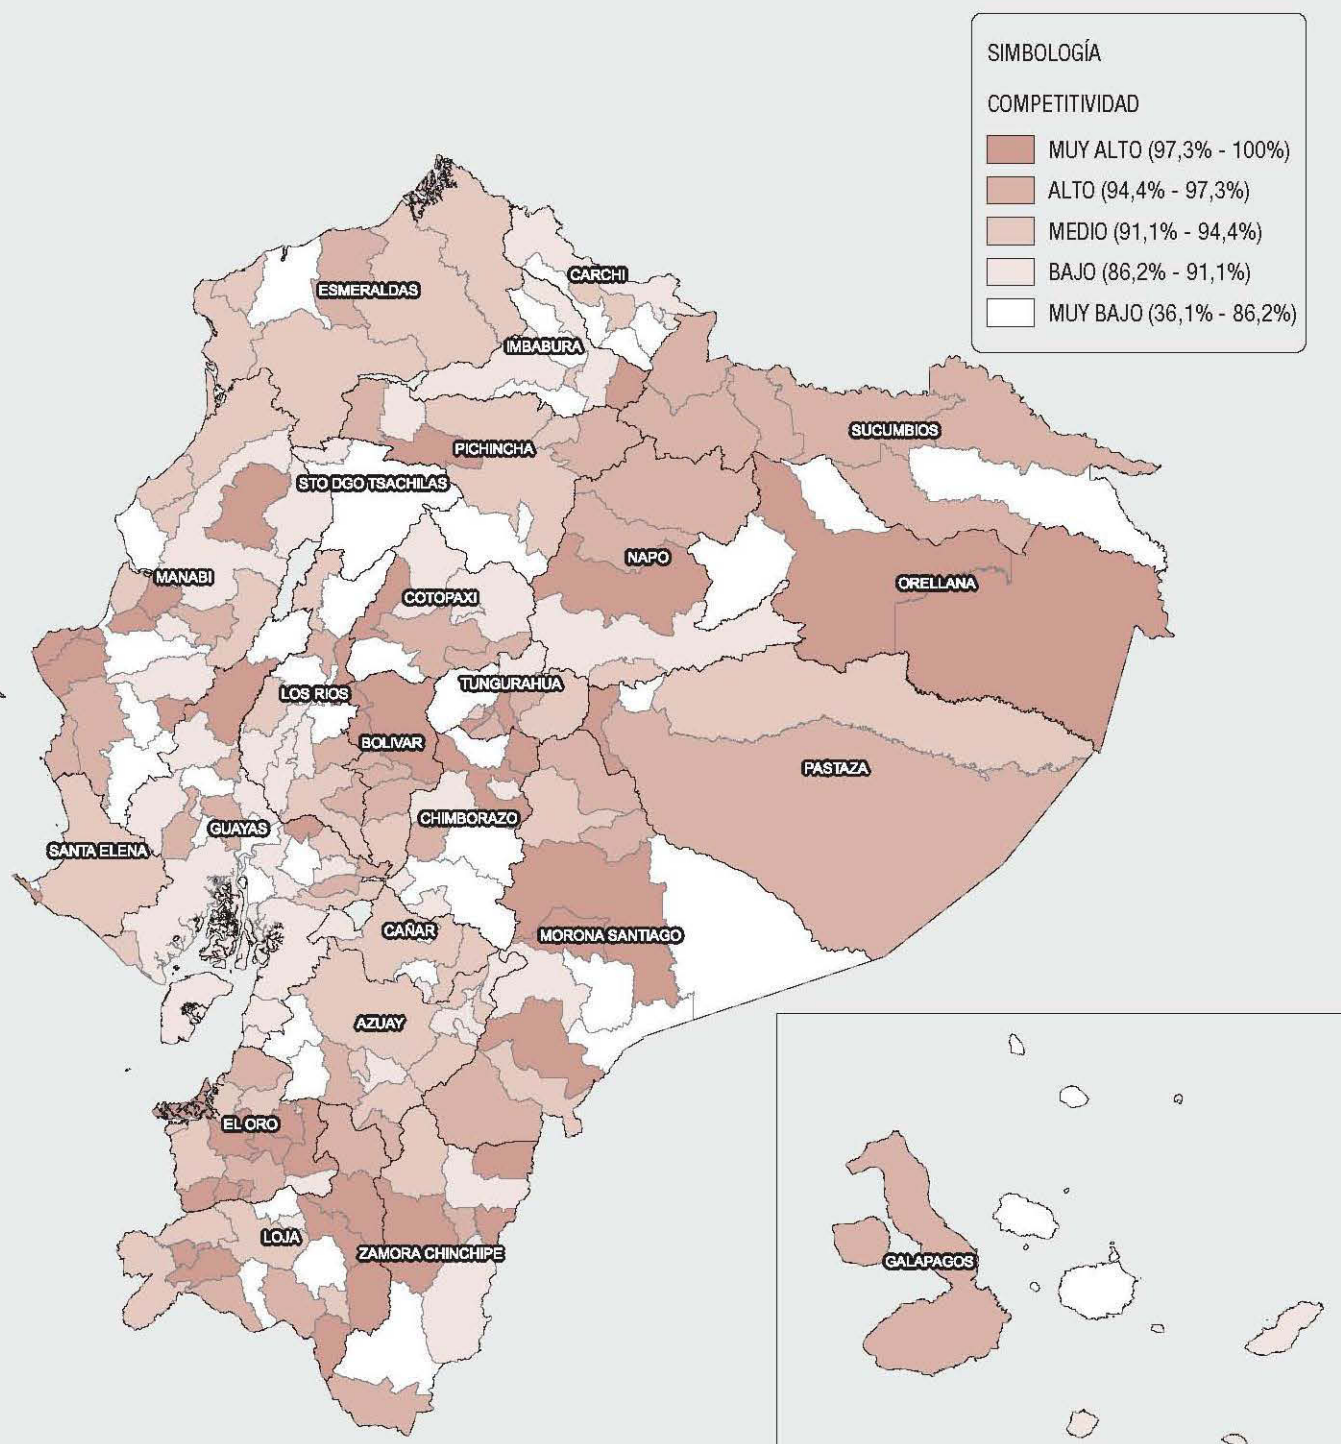 SIMBOLOGÍA
COMPETITIVIDAD
MUY ALTO (97,3% - 100%)
ALTO (94,4% - 97,3%)
MEDIO (91,1% - 94,4%)
BAJO (86,2% - 91,1%)
MUY BAJO (36,1% - 86,2%)
CARCHI
ESMERALDAS
IMBABURA
SUCUMBIOS
PICHINCHA
STO DGO TSACHILAS
NAPO
MANABI
ORELLANA
COTOPAXI
TUNGURAHUA
LOS RIOS
BOLIVAR
PASTAZA
CHIMBORAZO
GUAYAS
SANTA ELENA
CAÑAR
MORONA SANTIAGO
AZUAY
EL ORO
LOJA
ZAMORA CHINCHIPE
GALAPAGOS